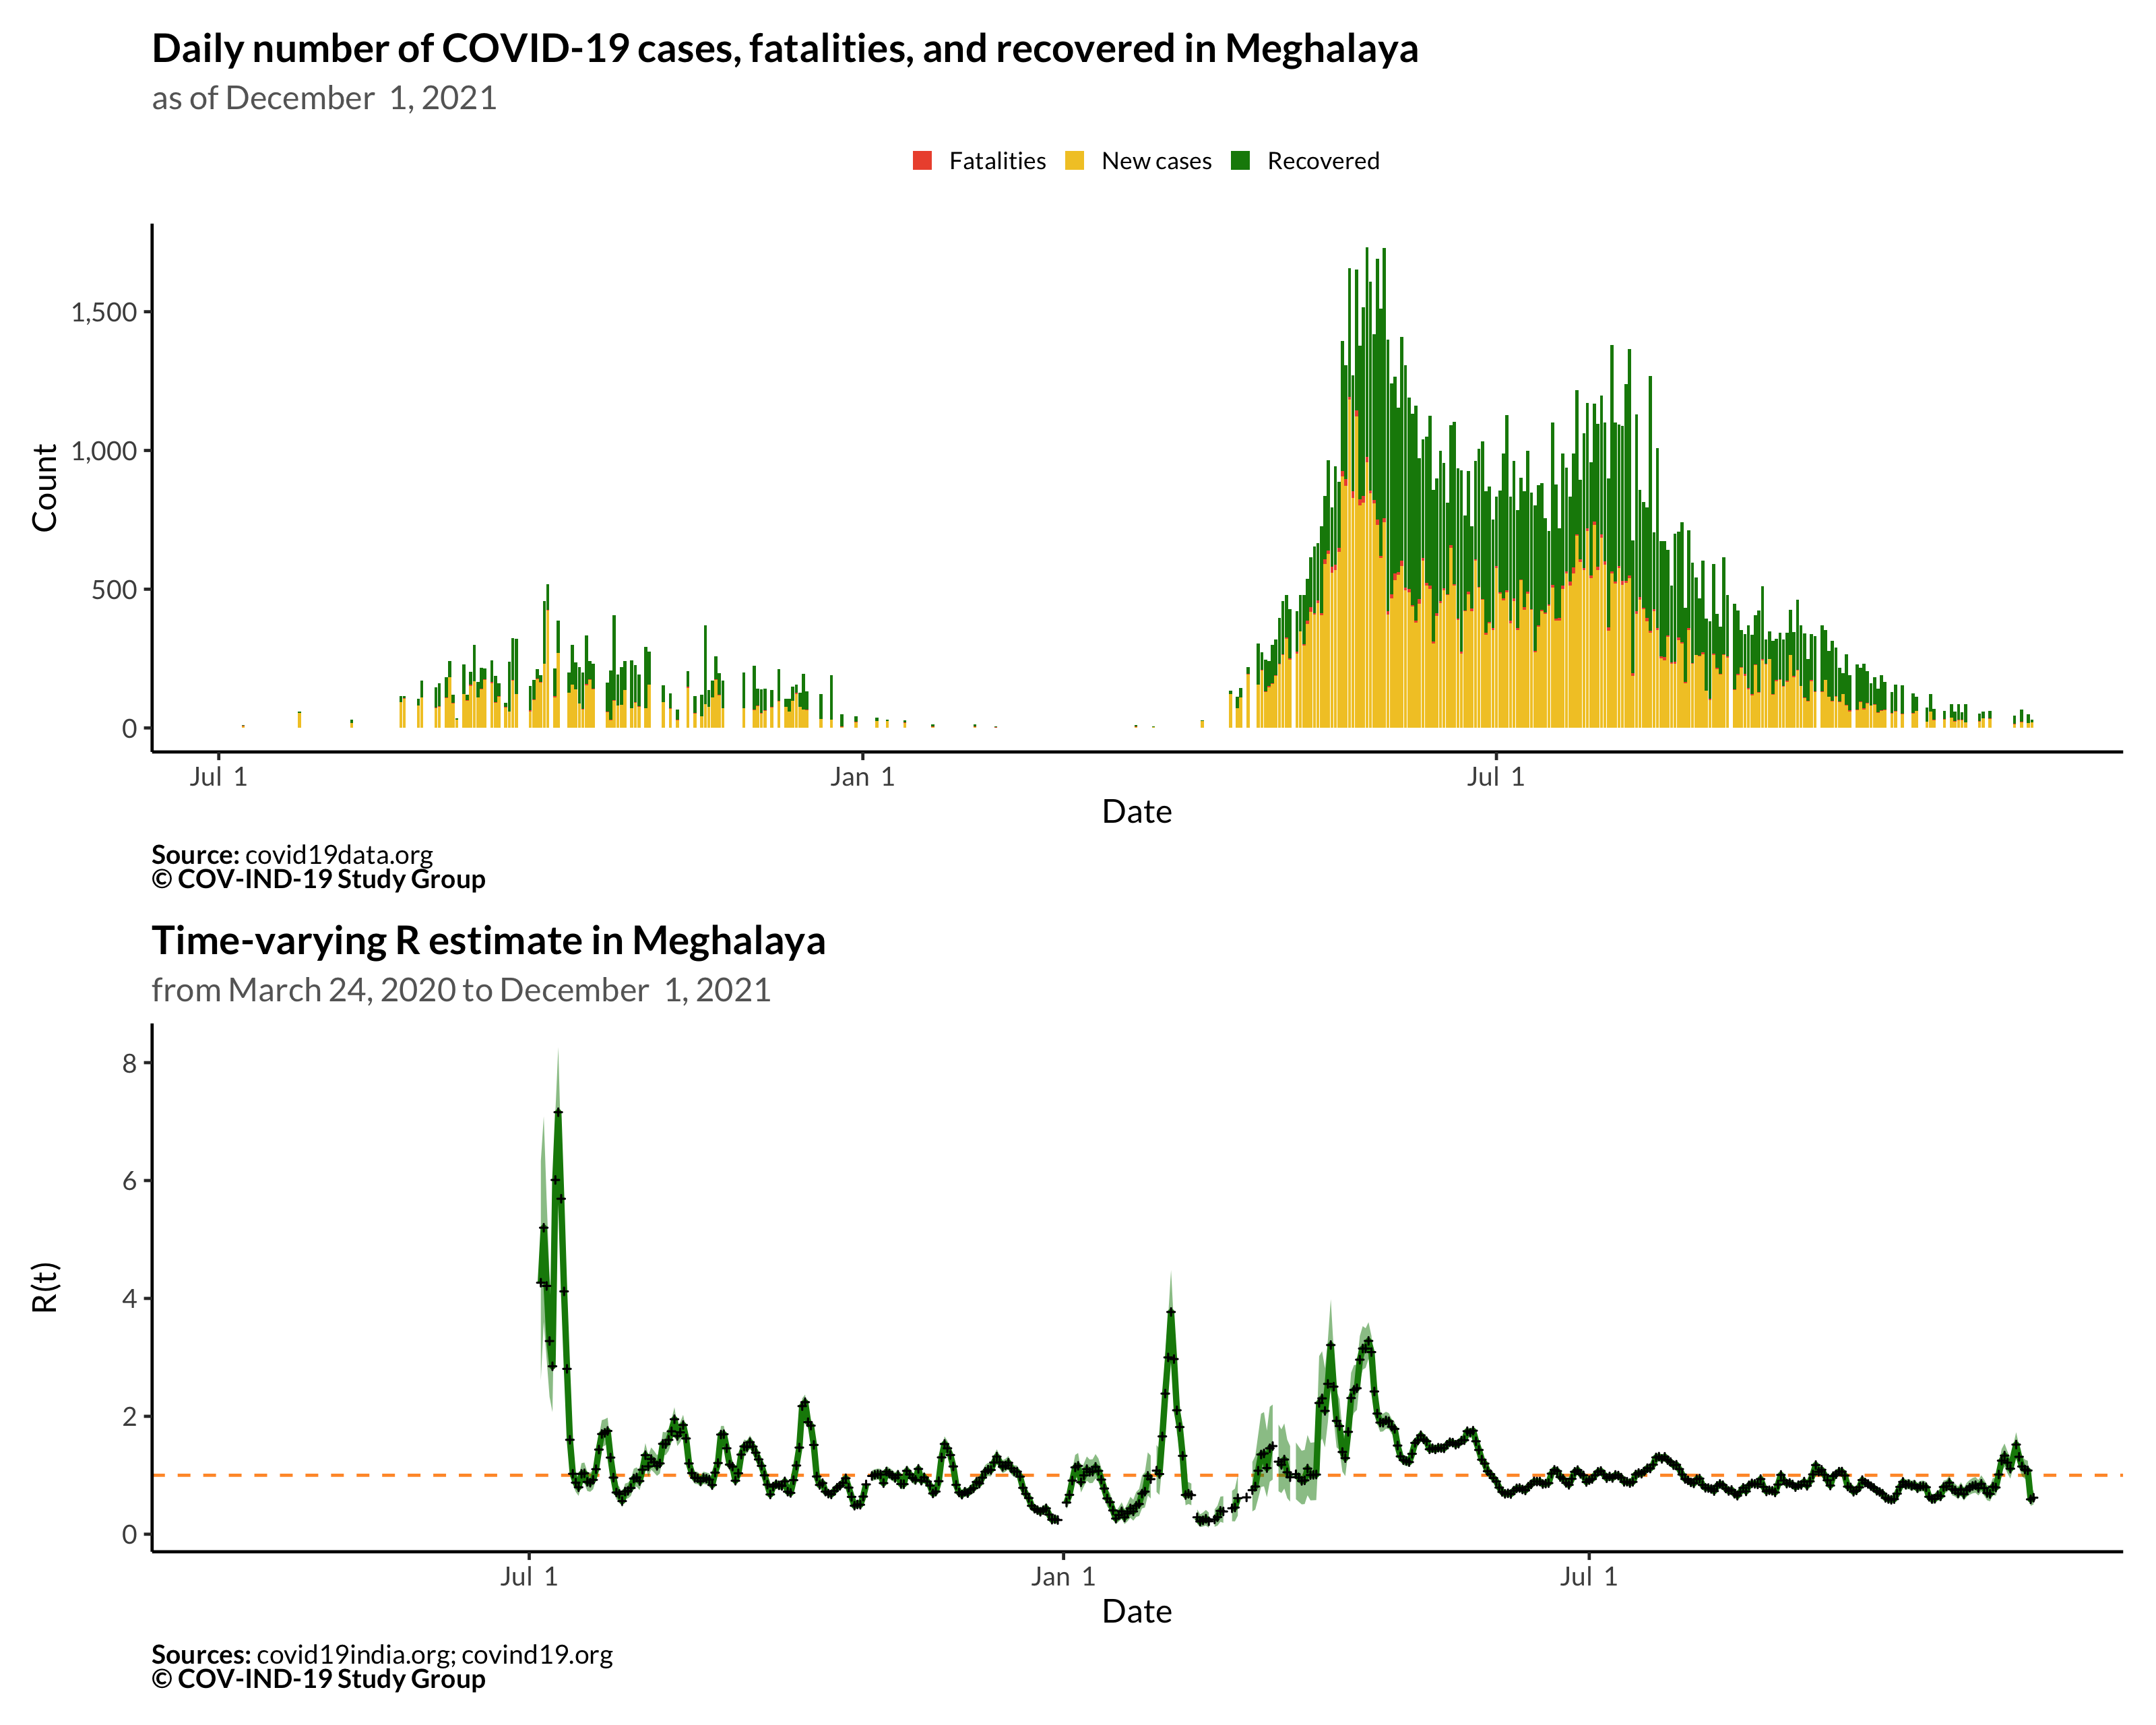 Daily number of COVID-19 cases, fatalities, and recovered in Meghalaya
as of December  1, 2021
Fatalities New cases Recovered
Count
1,500
1,000
500
0
Jul  1 Jan  1 Jul  1
Date
Source: covid19data.org
© COV-IND-19 Study Group
Time-varying R estimate in Meghalaya
from March 24, 2020 to December  1, 2021
R(t)
8
6
4
2
0
Jul  1 Jan  1 Jul  1
Date
Sources: covid19india.org; covind19.org
© COV-IND-19 Study Group